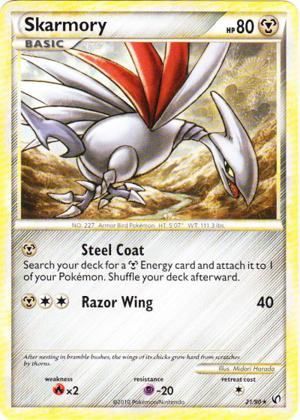 Skarmory HP 80
BASIC
NO. 227 Armor Bird Pokémon HT. 5'07" WT. 111.3 lbs.
Steel Coat
Search your deck for a Energy card and attach it to 1
of your Pokémon. Shuffle your deck afterward.
Razor Wing 40
After nesting in bramble bushes, the wings of its chicks grow hard from scratches
by thorns.
Illus. Midori Harada
weakness resistance retreat cost
×2 -20
©2010 Pokémon/Nintendo 21/90★